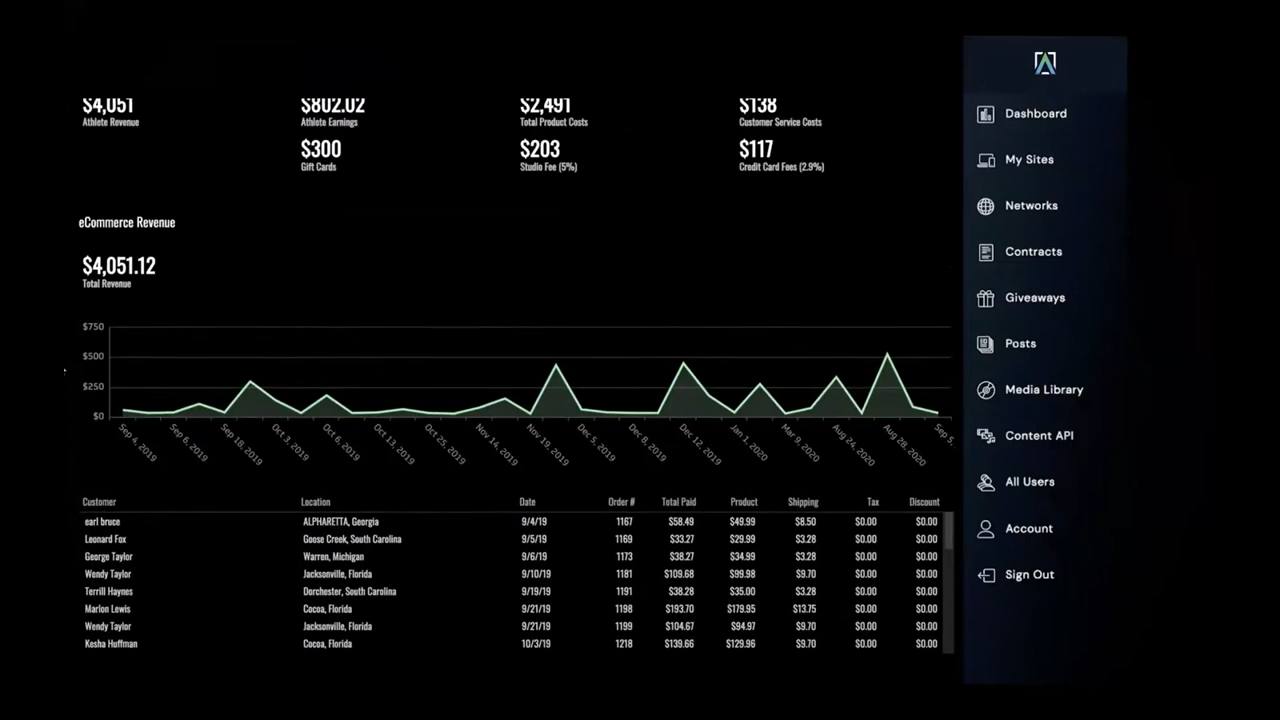 $4,051 $802.02 $2,491 $138
Athlete Revenue Athlete Earnings Total Product Costs Customer Service Costs
$300 $203 $117
Gift Cards Studio Fee (5%) Credit Card Fees (2.9%)
eCommerce Revenue
$4,051.12
Total Revenue
$750
$500
$250
$0
Sep 4, 2019 Sep 6, 2019 Sep 18, 2019 Oct 3, 2019 Oct 6, 2019 Oct 13, 2019 Oct 25, 2019 Nov 14, 2019 Nov 19, 2019 Dec 5, 2019 Dec 8, 2019 Dec 12, 2019 Jan 1, 2020 Mar 9, 2020 Aug 24, 2020 Aug 28, 2020 Sep 5,
Customer Location Date Order # Total Paid Product Shipping Tax Discount
earl bruce ALPHARETTA, Georgia 9/4/19 1167 $58.49 $49.99 $8.50 $0.00 $0.00
Leonard Fox Goose Creek, South Carolina 9/5/19 1169 $33.27 $29.99 $3.28 $0.00 $0.00
George Taylor Warren, Michigan 9/6/19 1173 $38.27 $34.99 $3.28 $0.00 $0.00
Wendy Taylor Jacksonville, Florida 9/10/19 1181 $109.68 $99.98 $9.70 $0.00 $0.00
Terrill Haynes Dorchester, South Carolina 9/19/19 1191 $38.28 $35.00 $3.28 $0.00 $0.00
Marlon Lewis Cocoa, Florida 9/21/19 1198 $193.70 $179.95 $13.75 $0.00 $0.00
Wendy Taylor Jacksonville, Florida 9/21/19 1199 $104.67 $94.97 $9.70 $0.00 $0.00
Kesha Huffman Cocoa, Florida 10/3/19 1218 $139.66 $129.96 $9.70 $0.00 $0.00
Dashboard
My Sites
Networks
Contracts
Giveaways
Posts
Media Library
Content API
All Users
Account
Sign Out